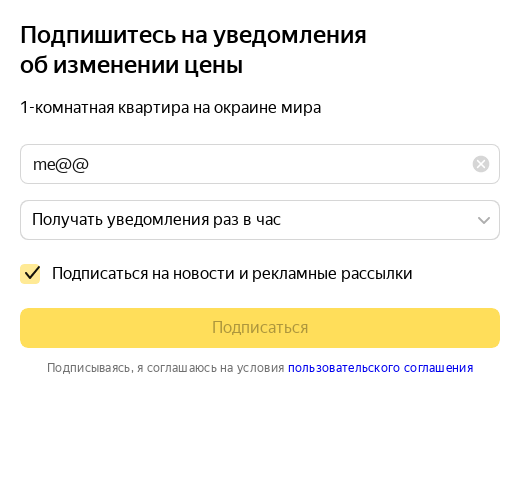 Подпишитесь на уведомления
об изменении цены
1-комнатная квартира на окраине мира
me@@
Получать уведомления раз в час
Подписаться на новости и рекламные рассылки
Подписаться
Подписываясь, я соглашаюсь на условия пользовательского соглашения